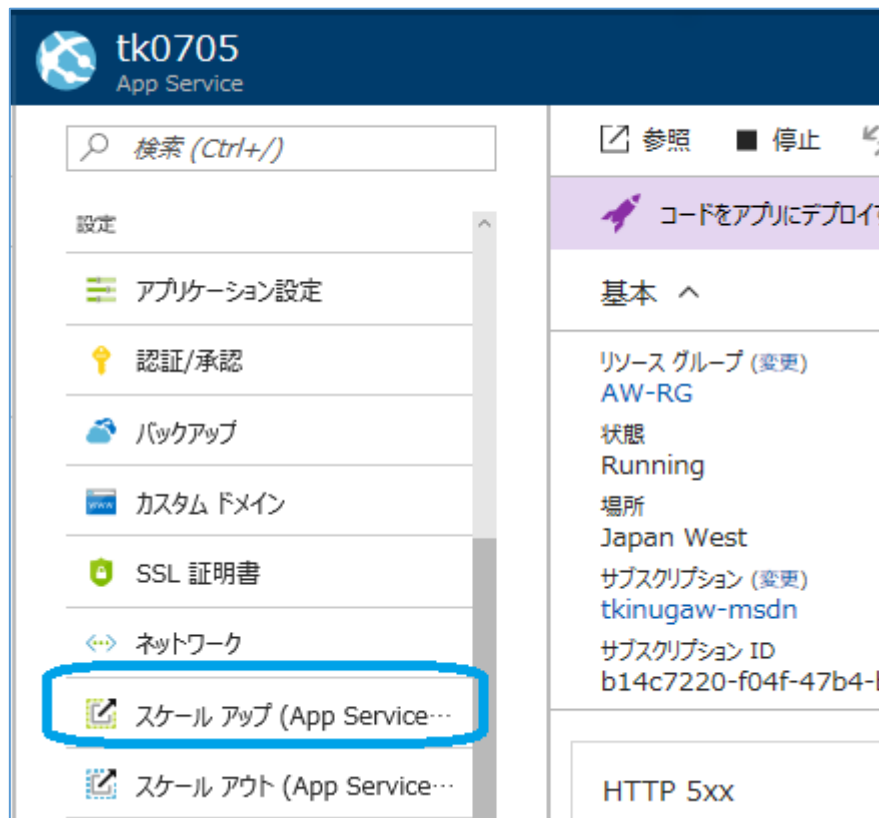 tk0705
App Service
検索 (Ctrl+/)
設定
アプリケーション設定
認証/承認
バックアップ
カスタム ドメイン
SSL 証明書
ネットワーク
スケール アップ (App Service…
スケール アウト (App Service…
参照 停止
コードをアプリにデプロイ
基本
リソース グループ (変更)
AW-RG
状態
Running
場所
Japan West
サブスクリプション (変更)
tkinugaw-msdn
サブスクリプション ID
b14c7220-f04f-47b4-
HTTP 5xx